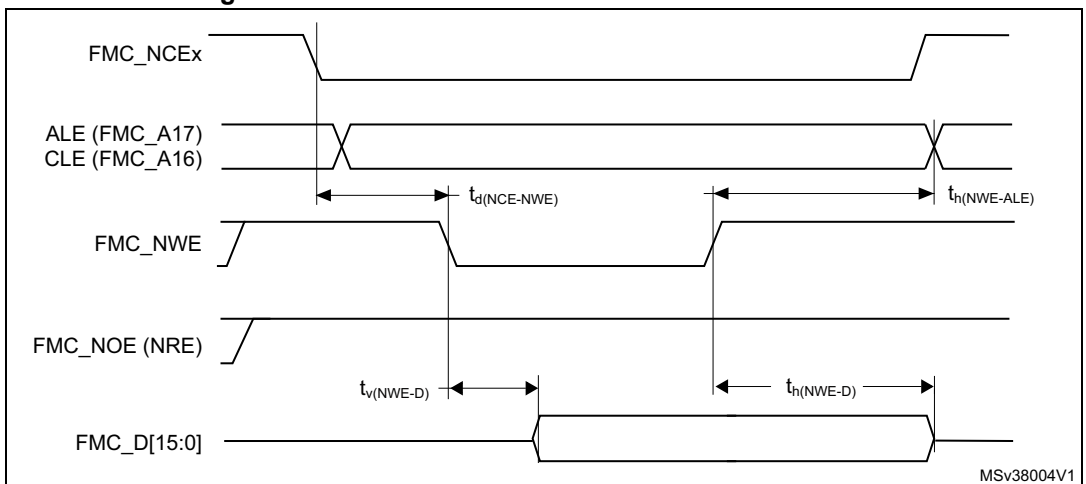 FMC_NCEx
ALE (FMC_A17)
CLE (FMC_A16)
td(NCE-NWE)
th(NWE-ALE)
FMC_NWE
FMC_NOE (NRE)
tv(NWE-D)
th(NWE-D)
FMC_D[15:0]
MSv38004V1